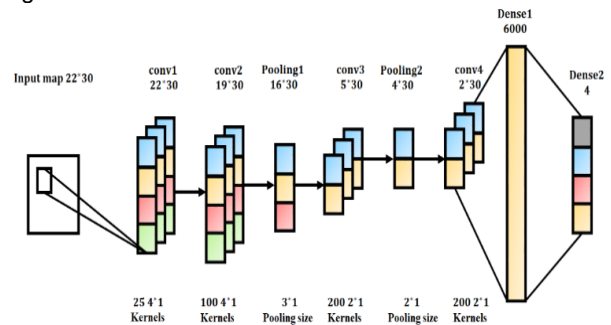 Dense1
6000
Input map 22*30
conv1
22*30
conv2
19*30
Pooling1
16*30
conv3
5*30
Pooling2
4*30
conv4
2*30
Dense2
4
25 4*1
Kernels
100 4*1
Kernels
3*1
Pooling size
200 2*1
Kernels
2*1
Pooling size
200 2*1
Kernels